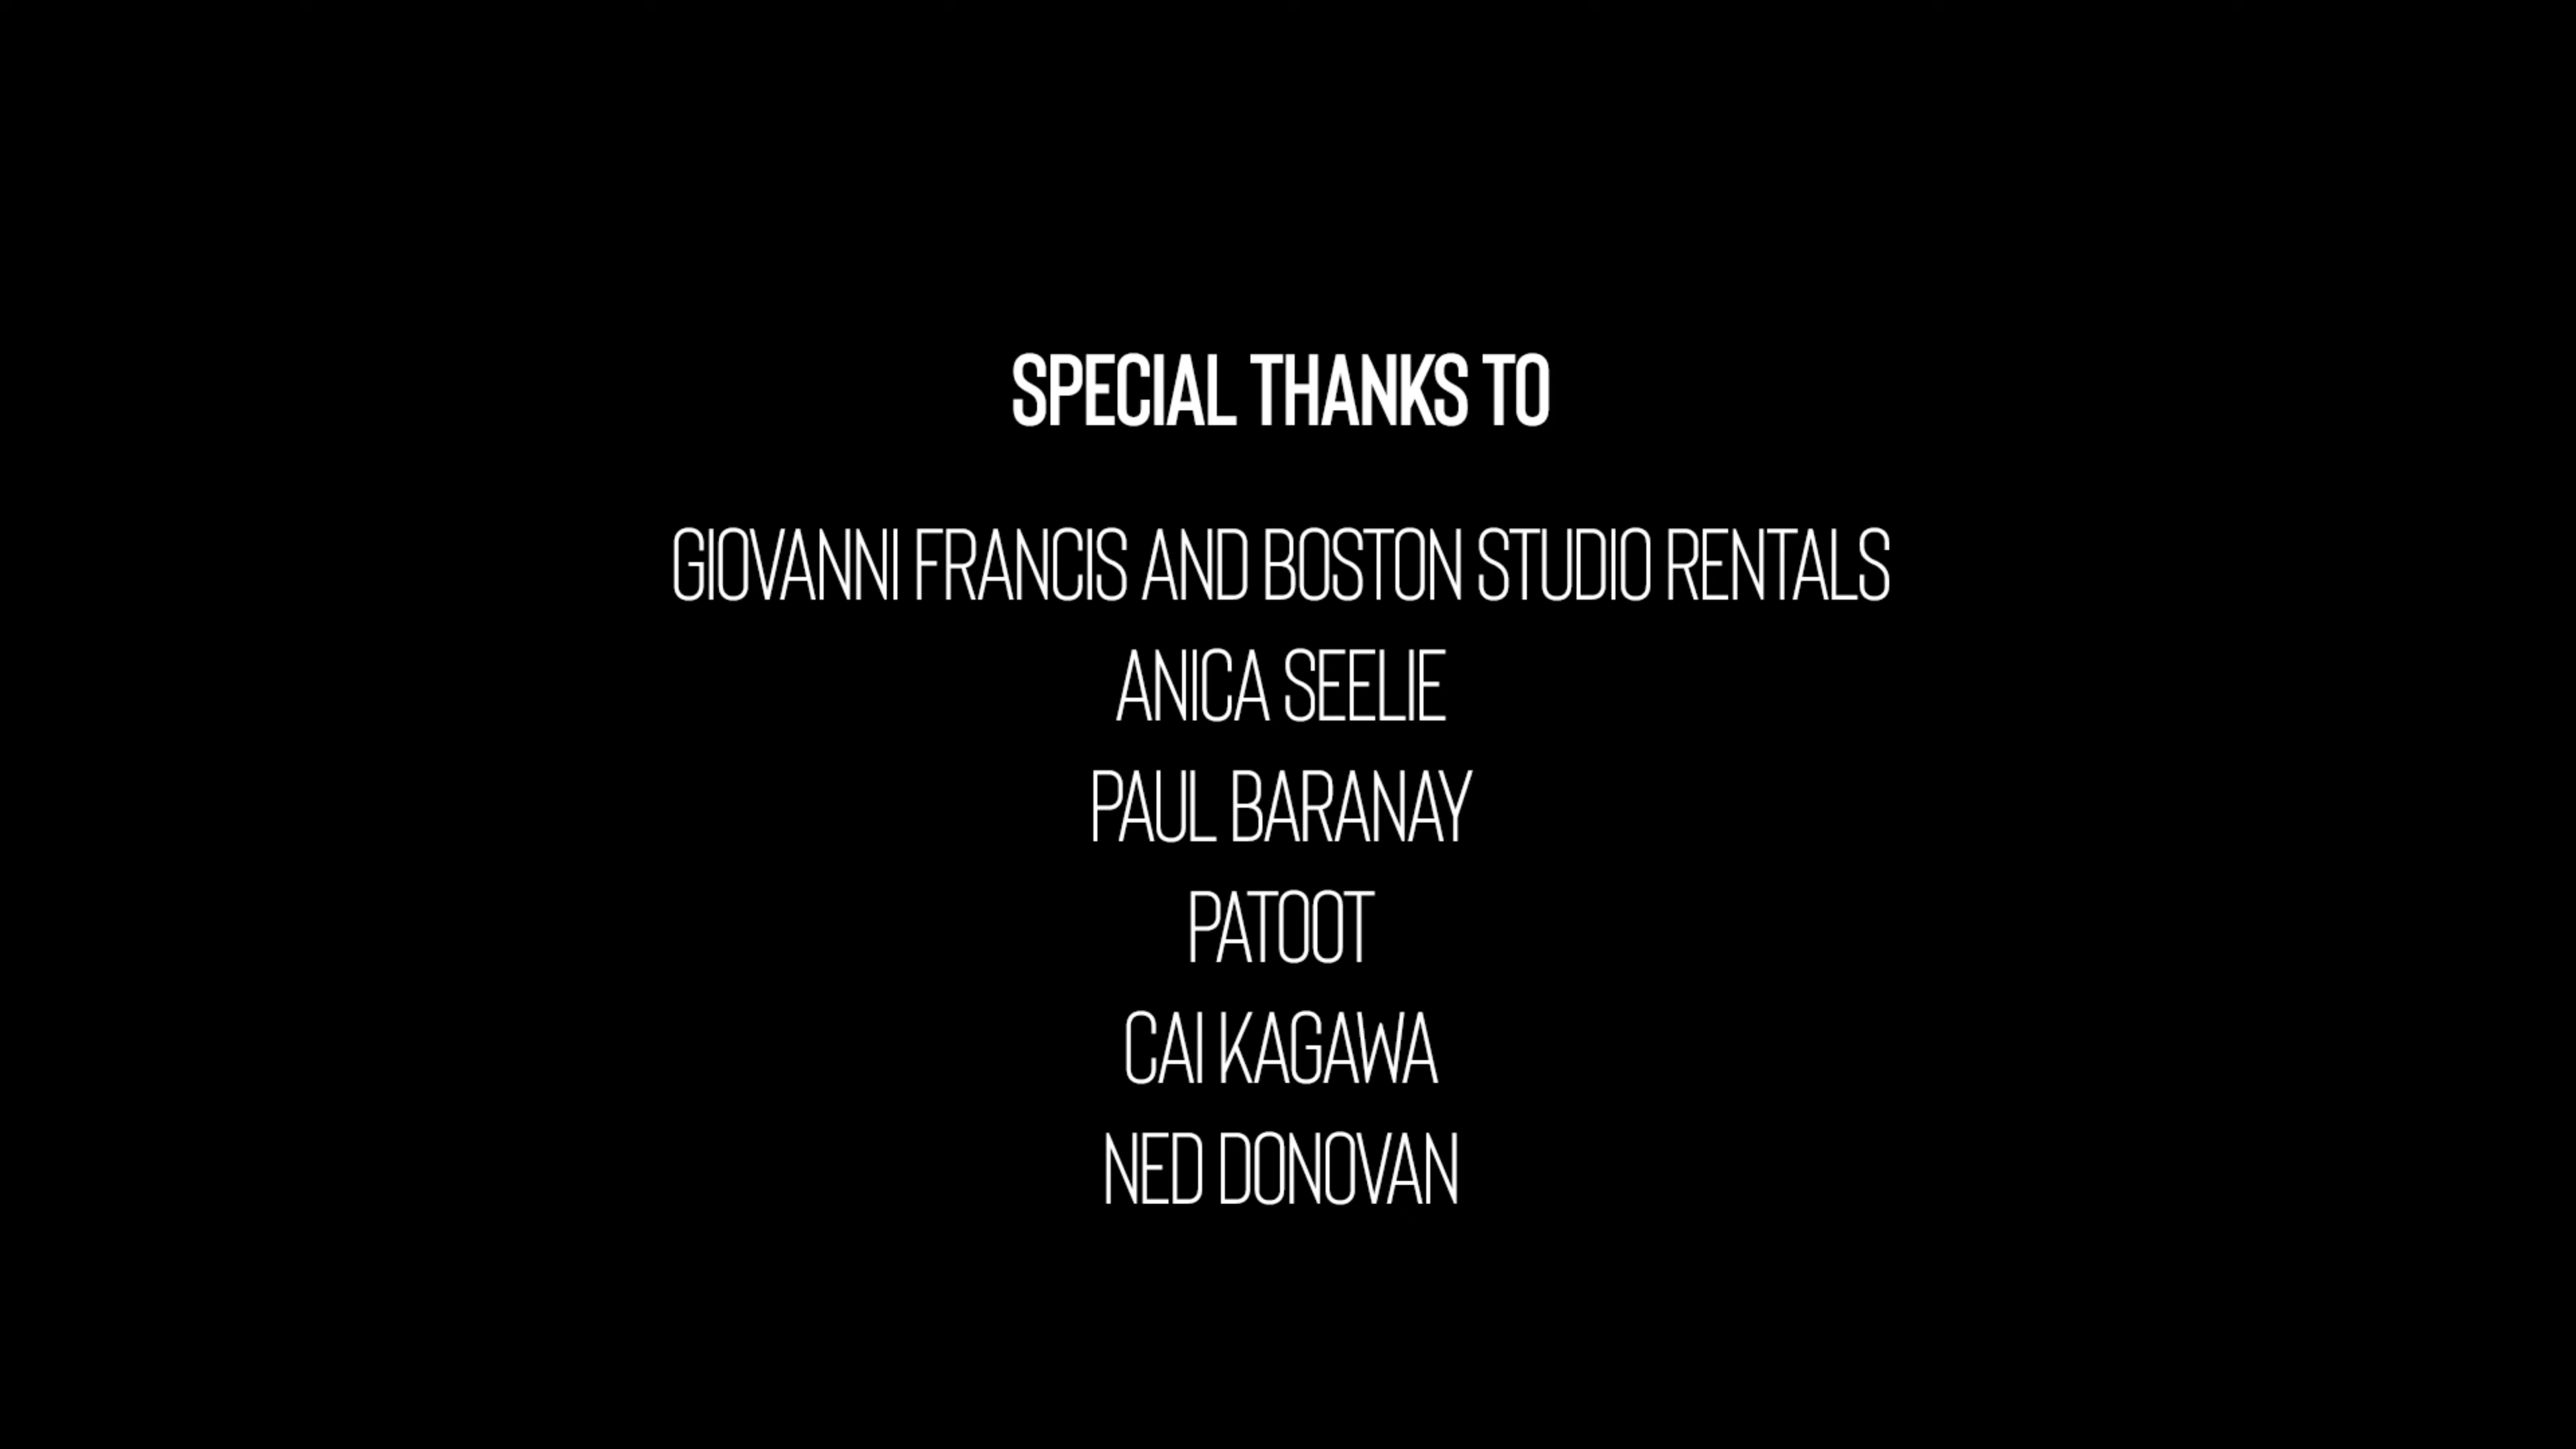 SPECIAL THANKS TO
GIOVANNI FRANCIS AND BOSTON STUDIO RENTALS
ANICA SEELIE
PAUL BARANAY
PATOOT
CAI KAGAWA
NED DONOVAN